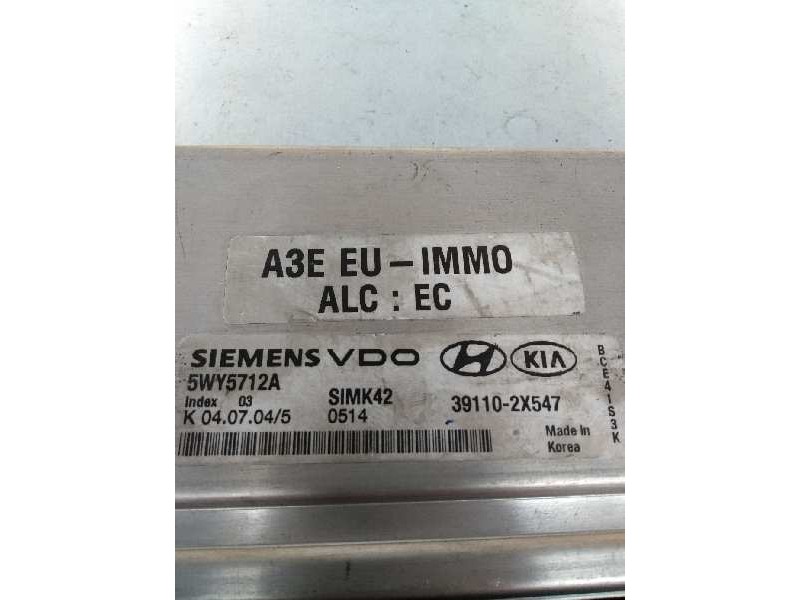 A3E EU-IMMO
ALC : EC
SIEMENS VDO KIA
5WY5712A SIMK42 39110-2X547
Index 03
K 04.07.04/5 0514
Made In
Korea
BCE41S3K